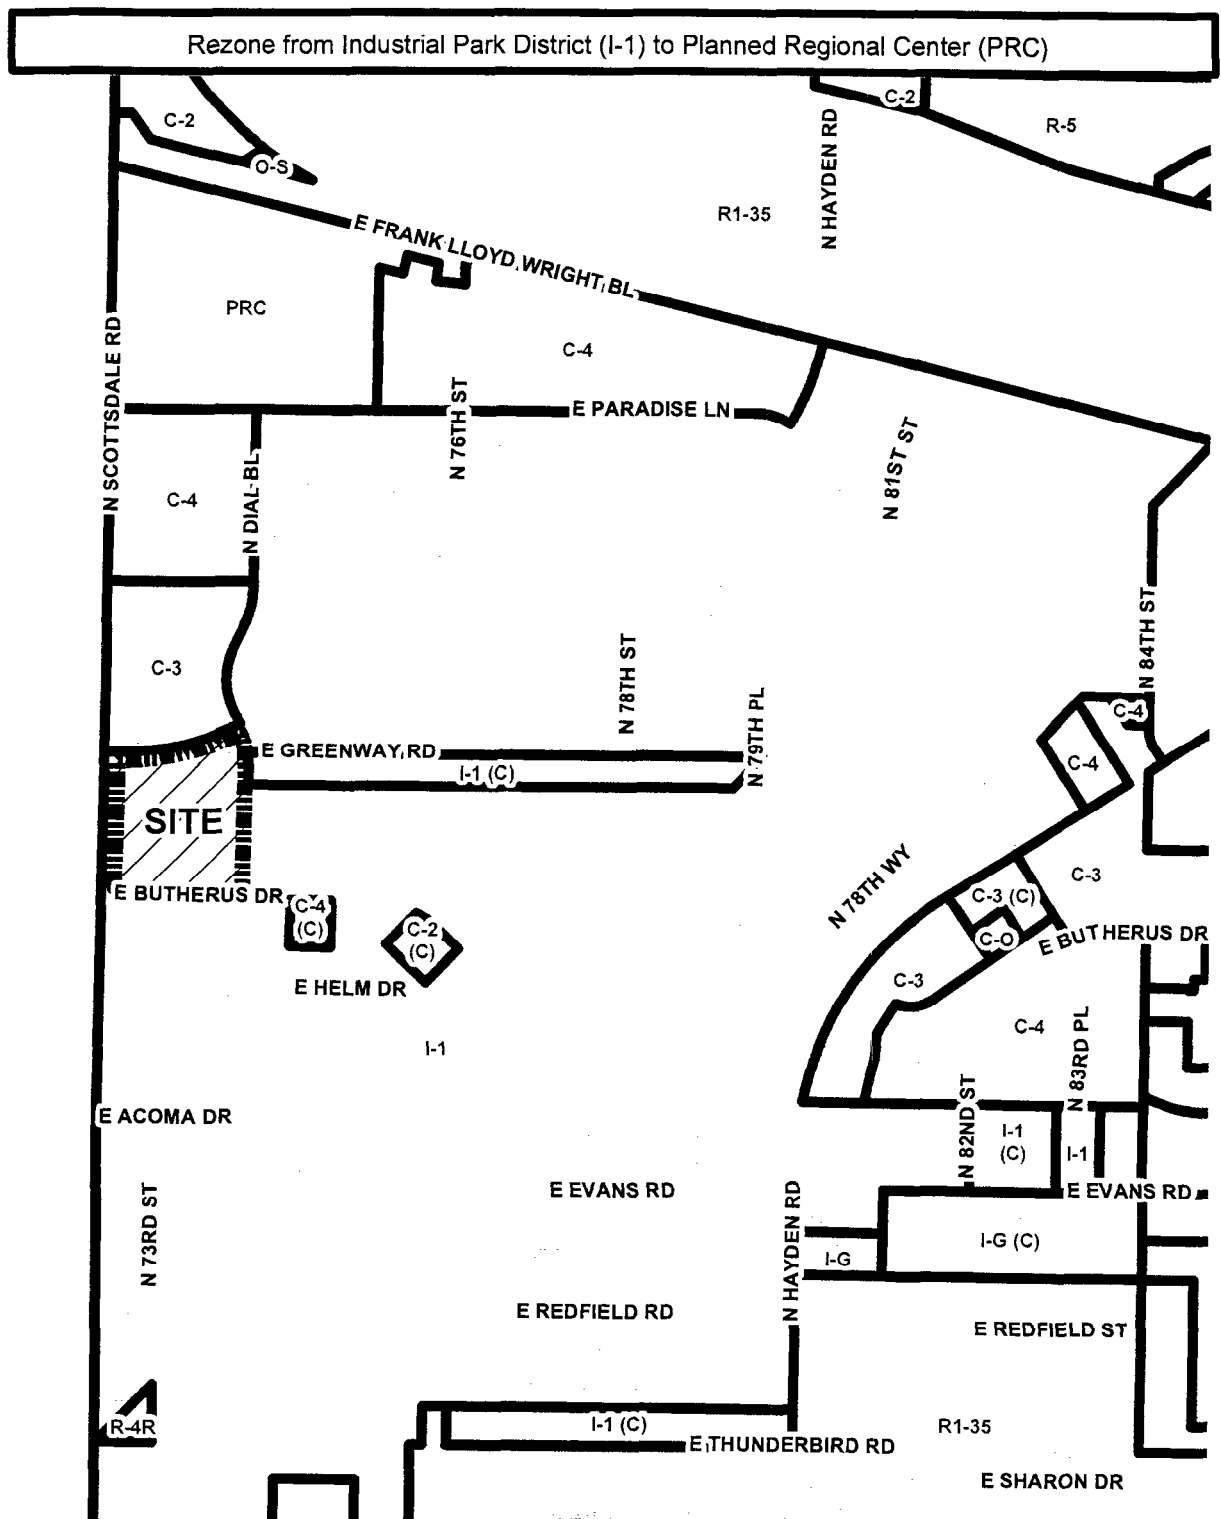 Rezone from Industrial Park District (I-1) to Planned Regional Center (PRC)
C-2
C-2
R-5
O-S
N HAYDEN RD
R1-35
E FRANK LLOYD WRIGHT BL
PRC
C-4
N SCOTTSDALE RD
N 76TH ST
E PARADISE LN
N 81ST ST
C-4
N DIAL BL
C-3
N 78TH ST
N 84TH ST
C-4
N 79TH PL
E GREENWAY RD
I-1 (C)
C-4
SITE
N 78TH WY
C-3
E BUTHERUS DR
C-4
(C)
C-3 (C)
C-2
(C)
C-O
E BUTHERUS DR
E HELM DR
C-3
C-4
I-1
N 83RD PL
E ACOMA DR
N 82ND ST
I-1
(C)
I-1
E EVANS RD
E EVANS RD
N 73RD ST
N HAYDEN RD
I-G (C)
I-G
E REDFIELD RD
E REDFIELD ST
R-4R
I-1 (C)
R1-35
E THUNDERBIRD RD
E SHARON DR